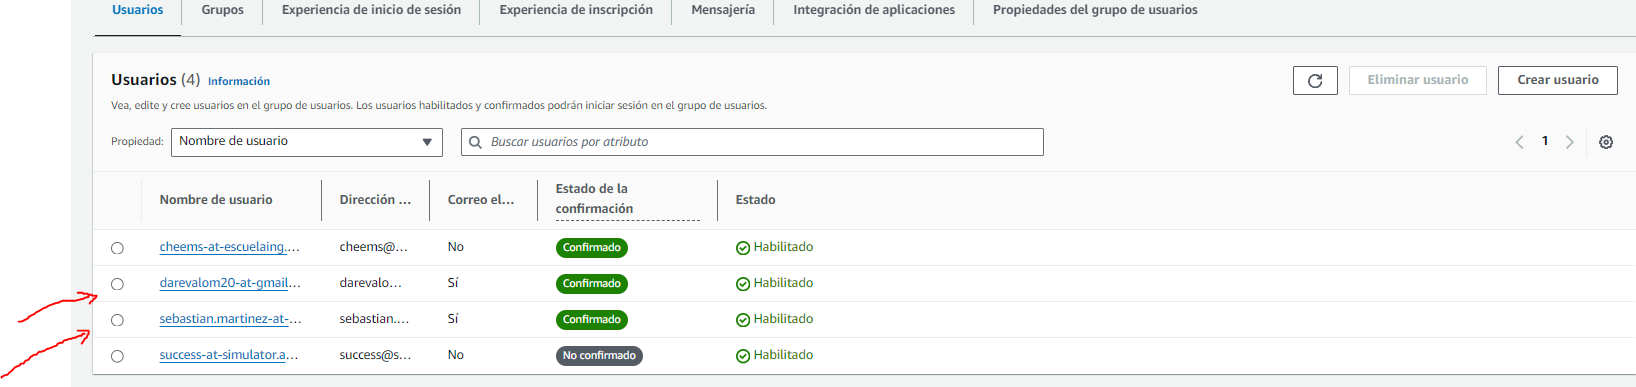 Usuarios Grupos Experiencia de inicio de sesión Experiencia de inscripción Mensajería Integración de aplicaciones Propiedades del grupo de usuarios
Usuarios (4) Información
Eliminar usuario Crear usuario
Vea, edite y cree usuarios en el grupo de usuarios. Los usuarios habilitados y confirmados podrán iniciar sesión en el grupo de usuarios.
Propiedad: Nombre de usuario Buscar usuarios por atributo 1
Nombre de usuario Dirección ... Correo el... Estado de la
confirmación Estado
cheems-at-escuelaing.... cheems@... No Confirmado Habilitado
darevalom20-at-gmail... darevalo... Sí Confirmado Habilitado
sebastian.martinez-at-... sebastian.... Sí Confirmado Habilitado
success-at-simulator.a... success@s... No No confirmado Habilitado